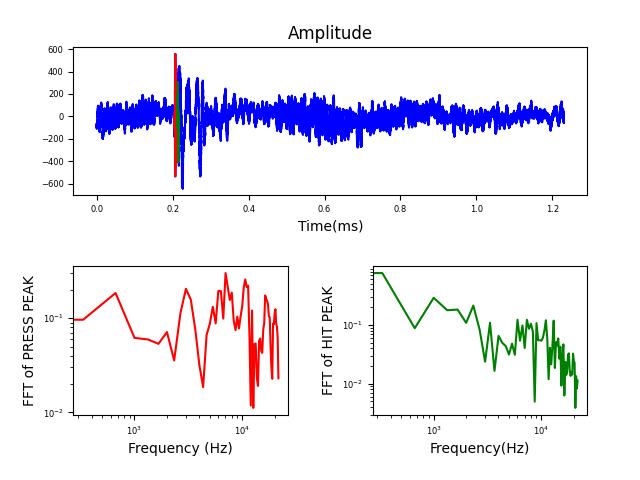 Amplitude
600
400
200
0
−200
−400
−600
0.0 0.2 0.4 0.6 0.8 1.0 1.2
Time(ms)
FFT of PRESS PEAK
10⁻¹
10⁻²
10³ 10⁴
Frequency (Hz)
FFT of HIT PEAK
10⁻¹
10⁻²
10³ 10⁴
Frequency(Hz)